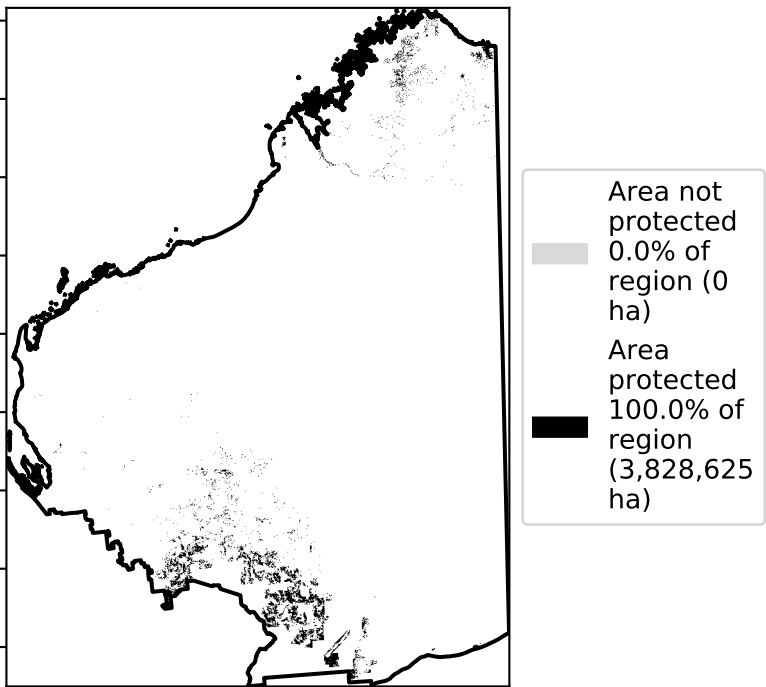 Area not
protected
0.0% of
region (0
ha)
Area
protected
100.0% of
region
(3,828,625
ha)